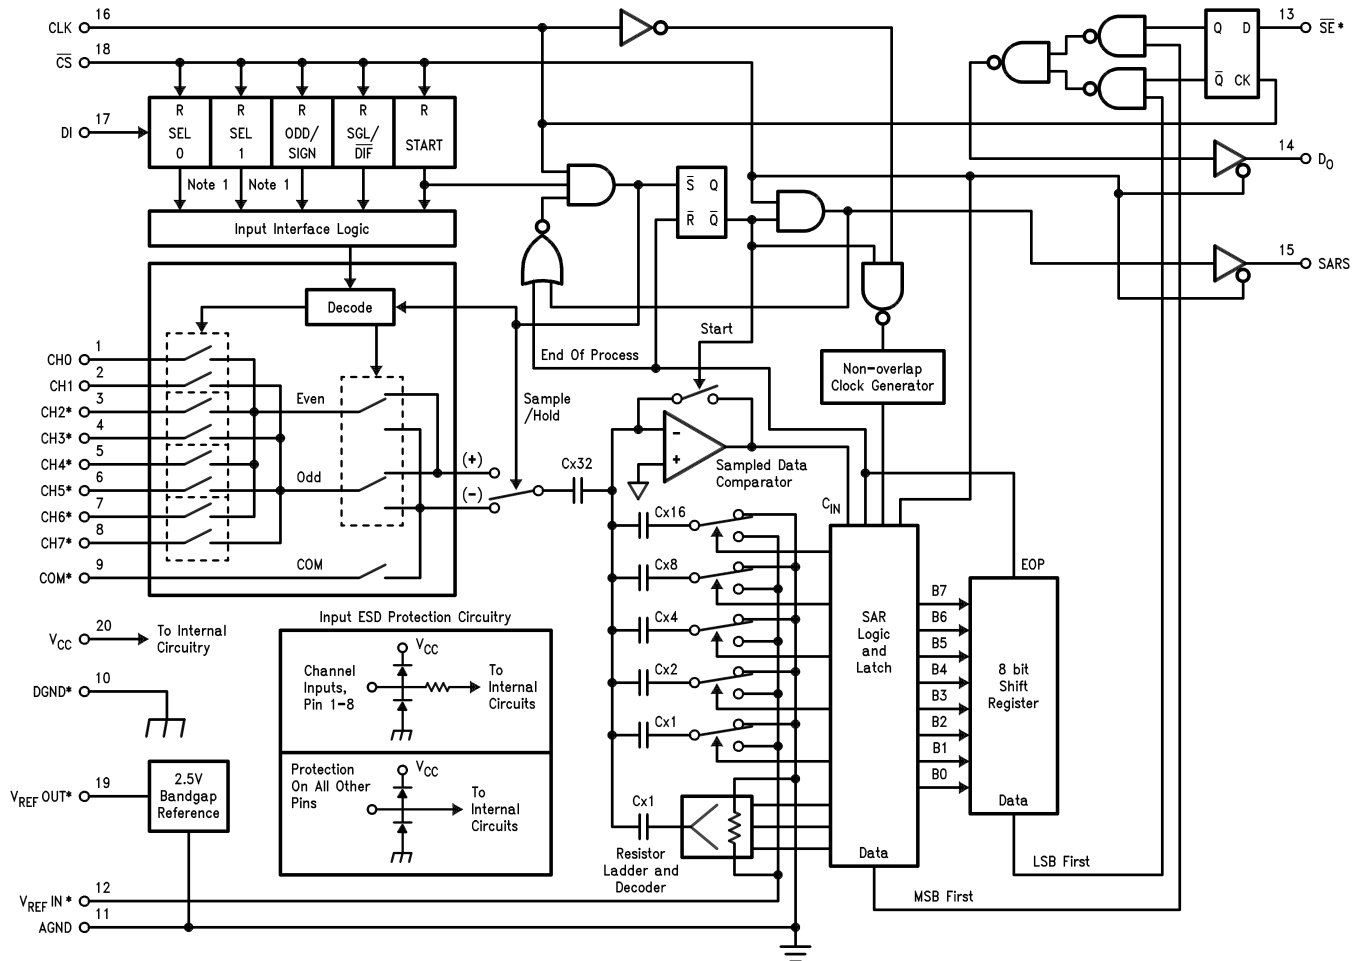 CLK 16
C̅S̅ 18
DI 17
R R R R R
SEL 0
SEL 1
ODD/ SIGN
SGL/ D̅I̅F̅
START
Note 1 Note 1
Input Interface Logic
Decode
CH0 1
CH1 2
CH2* 3
CH3* 4
CH4* 5
CH5* 6
CH6* 7
CH7* 8
COM* 9
Even
Odd
COM
(+)
(-)
Sample
/Hold
End Of Process
Start
S̅ Q
R̅ Q̅
Q D
Q̅ CK
13 S̅E̅*
14 DO
15 SARS
Non-overlap
Clock Generator
Cx32
-
+
Sampled Data
Comparator
CIN
Cx16
Cx8
Cx4
Cx2
Cx1
Cx1
Resistor
Ladder and
Decoder
SAR
Logic
and
Latch
Data
B7
B6
B5
B4
B3
B2
B1
B0
EOP
8 bit
Shift
Register
Data
LSB First
MSB First
VCC 20
To Internal
Circuitry
DGND* 10
VREF OUT* 19
2.5V
Bandgap
Reference
VREF IN* 12
AGND 11
Input ESD Protection Circuitry
VCC
Channel
Inputs,
Pin 1-8
To
Internal
Circuits
VCC
Protection
On All Other
Pins
To
Internal
Circuits